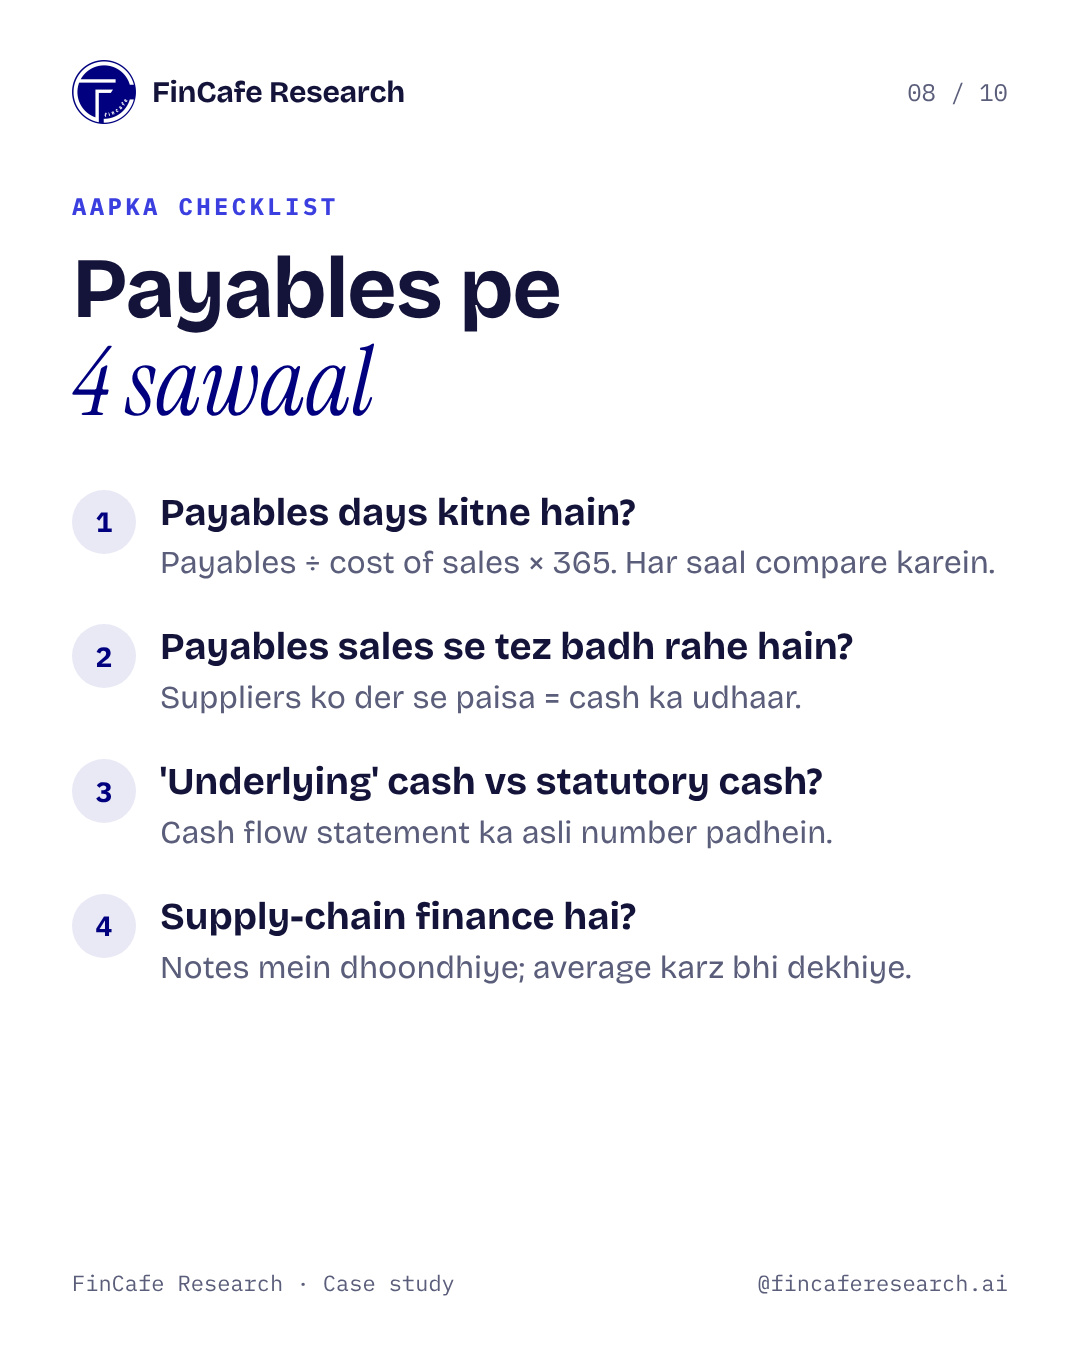 FinCafe Research
08 / 10
AAPKA CHECKLIST
Payables pe
4 sawaal
1
Payables days kitne hain?
Payables ÷ cost of sales × 365. Har saal compare karein.
2
Payables sales se tez badh rahe hain?
Suppliers ko der se paisa = cash ka udhaar.
3
'Underlying' cash vs statutory cash?
Cash flow statement ka asli number padhein.
4
Supply-chain finance hai?
Notes mein dhoondhiye; average karz bhi dekhiye.
FinCafe Research · Case study
@fincaferesearch.ai